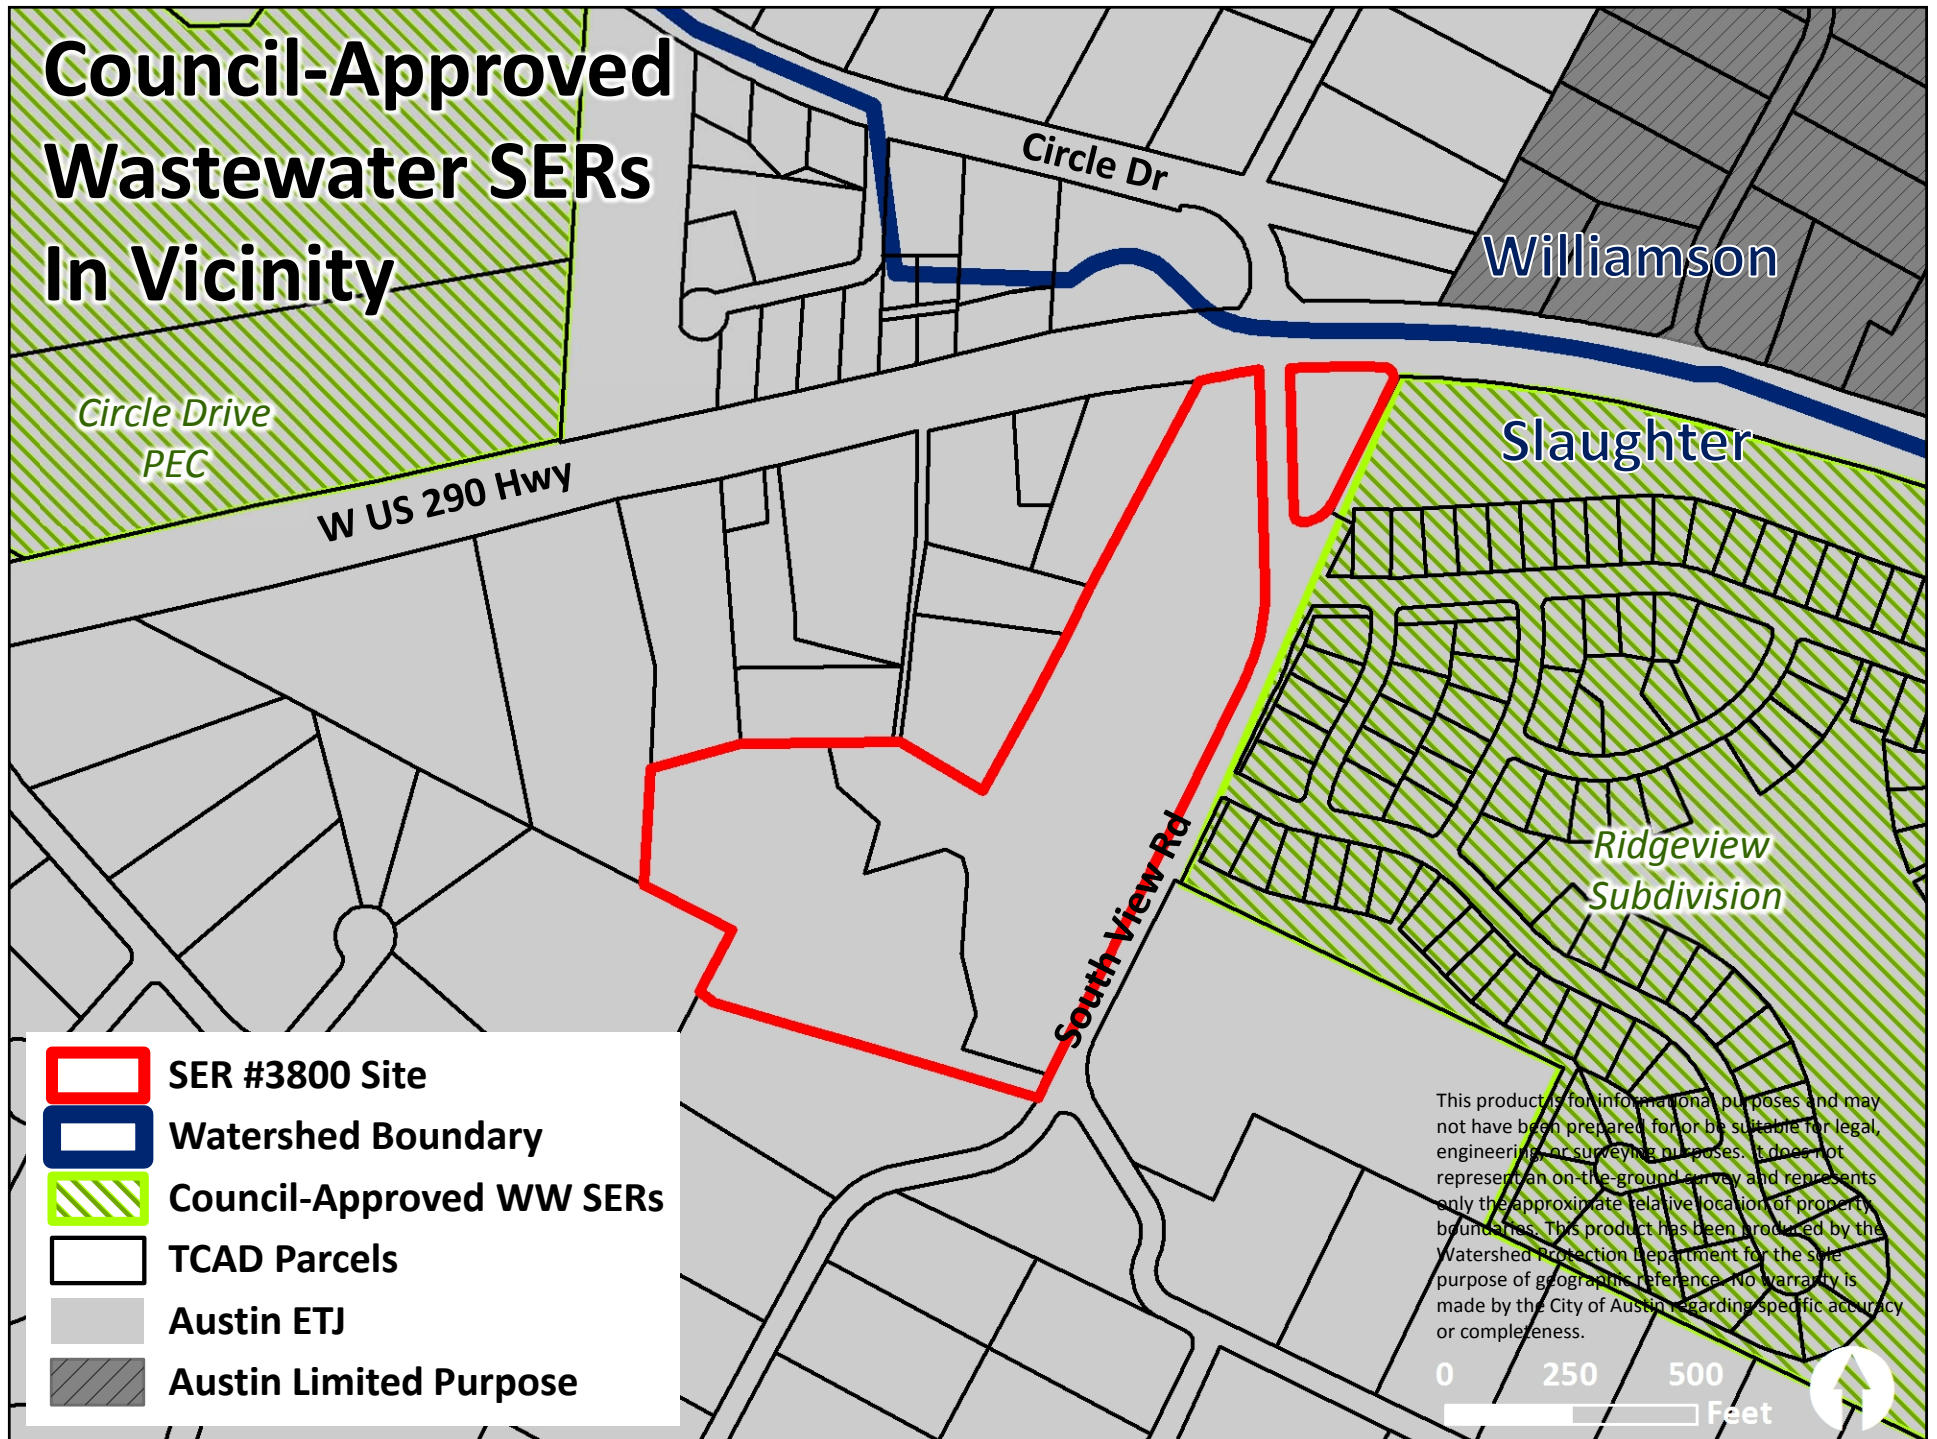 Council-Approved
Wastewater SERs
In Vicinity
Circle Dr
Williamson
Circle Drive
PEC
Slaughter
W US 290 Hwy
South View Rd
Ridgeview
Subdivision
SER #3800 Site
Watershed Boundary
Council-Approved WW SERs
TCAD Parcels
Austin ETJ
Austin Limited Purpose
This product is for informational purposes and may
not have been prepared for or be suitable for legal,
engineering, or surveying purposes. It does not
represent an on-the-ground survey and represents
only the approximate relative location of property
boundaries. This product has been produced by the
Watershed Protection Department for the sole
purpose of geographic reference. No warranty is
made by the City of Austin regarding specific accuracy
or completeness.
0 250 500
Feet